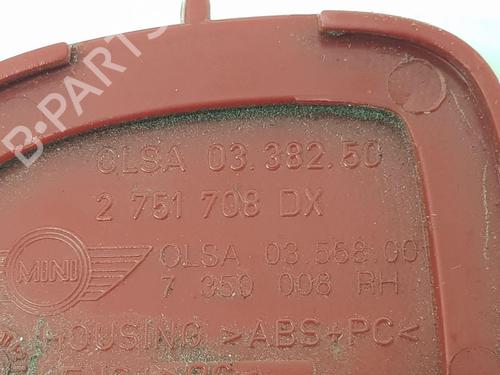 B-PARTS
OLSA 03.382.50
2 751 708 DX
MINI
OLSA 03.568.00
7 350 008 RH
HOUSING >ABS+PC<